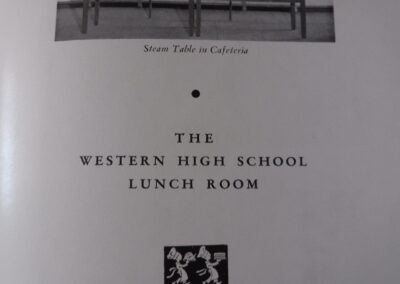 Steam Table in Cafeteria
THE
WESTERN HIGH SCHOOL
LUNCH ROOM